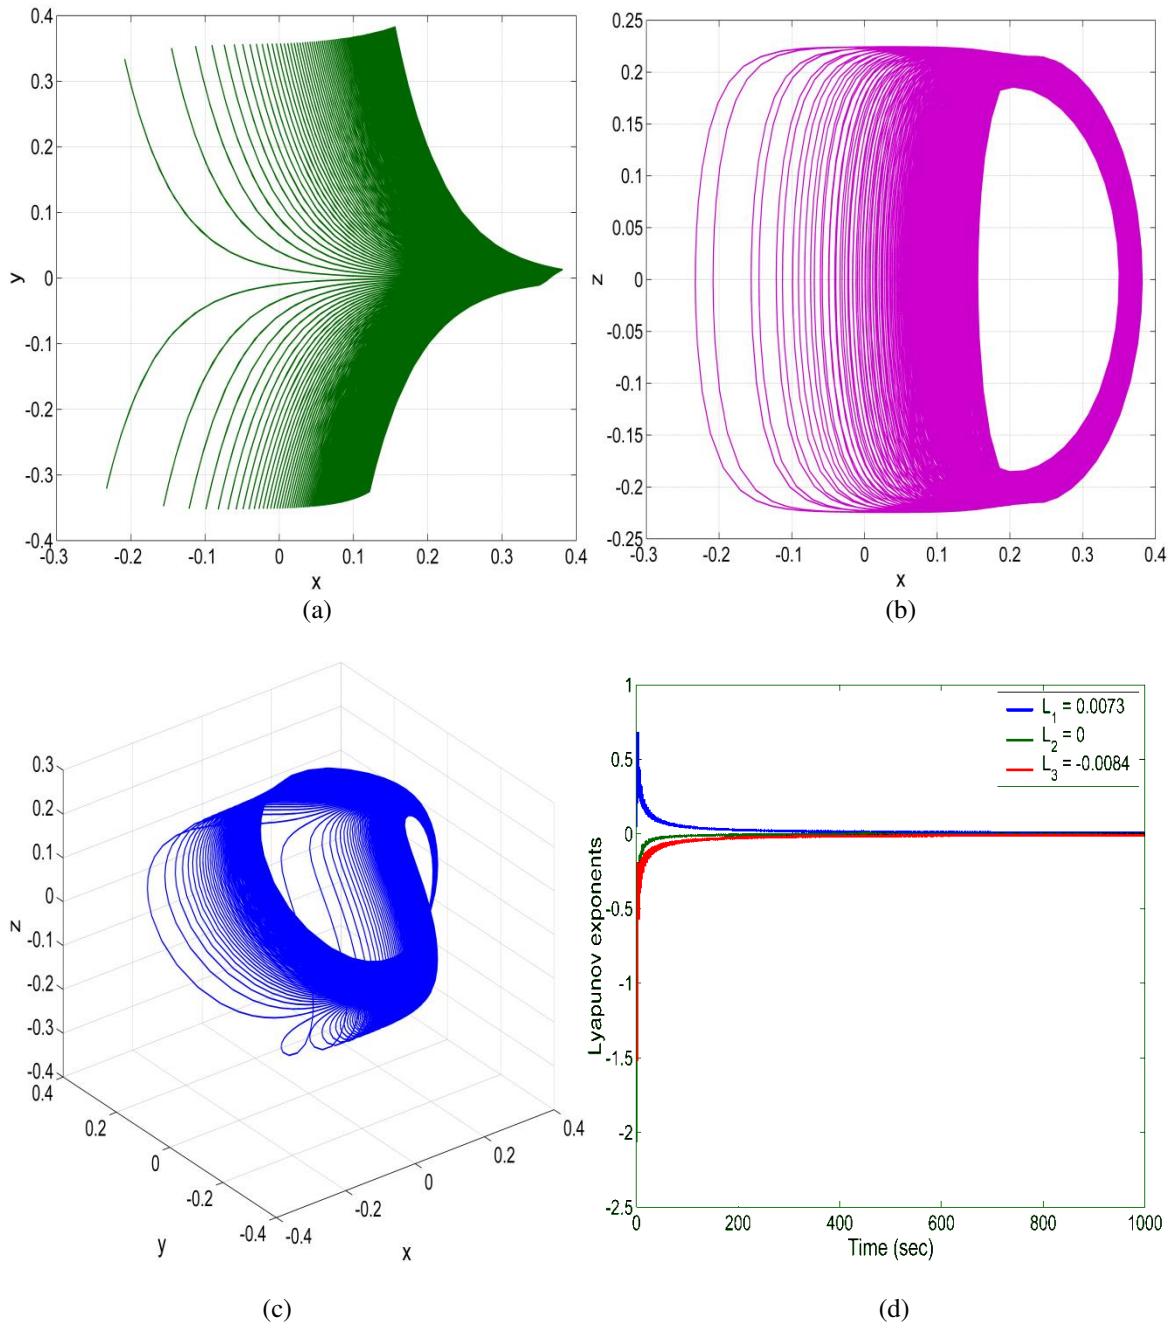 0.4
0.3
0.2
0.1
0
-0.1
-0.2
-0.3
-0.4
y
-0.3 -0.2 -0.1 0 0.1 0.2 0.3 0.4
x
(a)
0.25
0.2
0.15
0.1
0.05
0
-0.05
-0.1
-0.15
-0.2
-0.25
z
-0.3 -0.2 -0.1 0 0.1 0.2 0.3 0.4
x
(b)
0.3
0.2
0.1
0
-0.1
-0.2
-0.3
-0.4
z
0.4
0.2
0
-0.2
-0.4
y
-0.4
-0.2
0
0.2
0.4
x
(c)
1
0.5
0
-0.5
-1
-1.5
-2
-2.5
Lyapunov exponents
L1 = 0.0073
L2 = 0
L3 = -0.0084
0 200 400 600 800 1000
Time (sec)
(d)